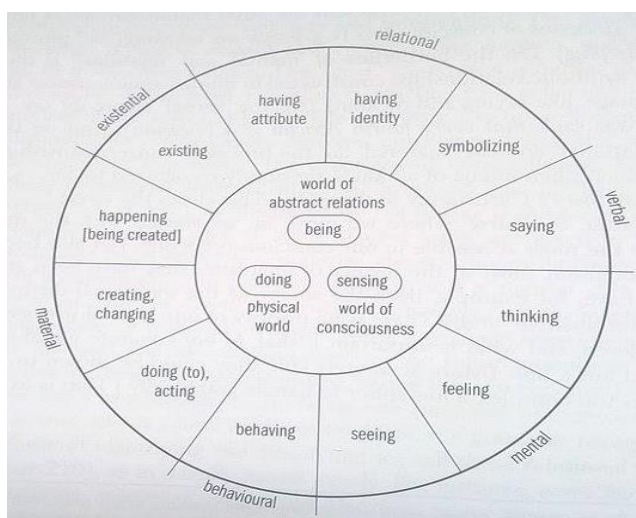 relational
existential
verbal
material
mental
behavioural
having
attribute
having
identity
symbolizing
existing
saying
happening
[being created]
thinking
creating,
changing
feeling
doing (to),
acting
behaving
seeing
world of
abstract relations
being
doing
physical
world
sensing
world of
consciousness